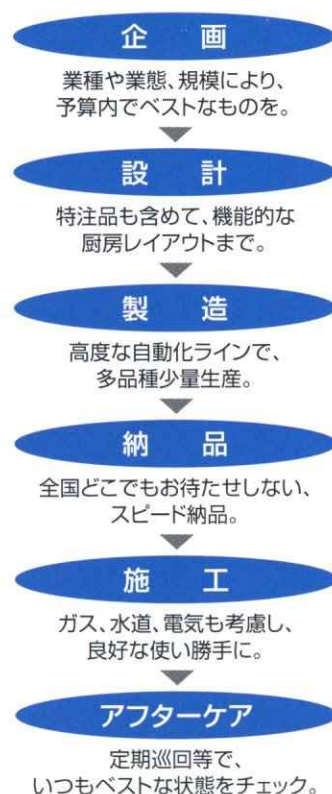 企　画
業種や業態、規模により、
予算内でベストなものを。
設　計
特注品も含めて、機能的な
厨房レイアウトまで。
製　造
高度な自動化ラインで、
多品種少量生産。
納　品
全国どこでもお待たせしない、
スピード納品。
施　工
ガス、水道、電気も考慮し、
良好な使い勝手に。
アフターケア
定期巡回等で、
いつもベストな状態をチェック。